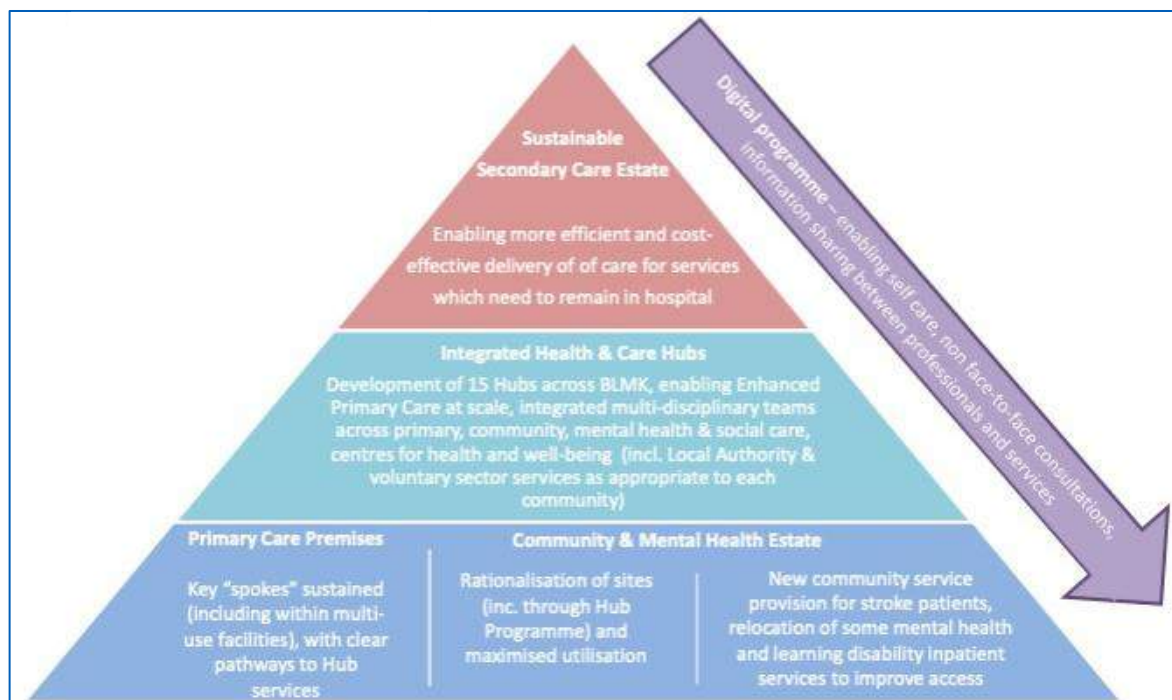 Sustainable
Secondary Care Estate
Enabling more efficient and cost-
effective delivery of of care for services
which need to remain in hospital
Integrated Health & Care Hubs
Development of 15 Hubs across BLMK, enabling Enhanced
Primary Care at scale, integrated multi-disciplinary teams
across primary, community, mental health & social care,
centres for health and well-being (incl. Local Authority &
voluntary sector services as appropriate to each
community)
Primary Care Premises
Key “spokes” sustained
(including within multi-
use facilities), with clear
pathways to Hub
services
Community & Mental Health Estate
Rationalisation of sites
(inc. through Hub
Programme) and
maximised utilisation
New community service
provision for stroke patients,
relocation of some mental health
and learning disability inpatient
services to improve access
Digital programme – enabling self care, non face-to-face consultations,
information sharing between professionals and services